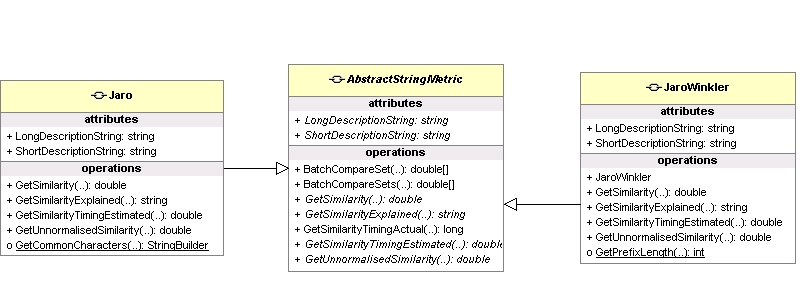 Jaro
attributes
+ LongDescriptionString: string
+ ShortDescriptionString: string
operations
+ GetSimilarity(..): double
+ GetSimilarityExplained(..): string
+ GetSimilarityTimingEstimated(..): double
+ GetUnnormalisedSimilarity(..): double
o GetCommonCharacters(..): StringBuilder
AbstractStringMetric
attributes
+ LongDescriptionString: string
+ ShortDescriptionString: string
operations
+ BatchCompareSet(..): double[]
+ BatchCompareSets(..): double[]
+ GetSimilarity(..): double
+ GetSimilarityExplained(..): string
+ GetSimilarityTimingActual(..): long
+ GetSimilarityTimingEstimated(..): double
+ GetUnnormalisedSimilarity(..): double
JaroWinkler
attributes
+ LongDescriptionString: string
+ ShortDescriptionString: string
operations
+ JaroWinkler
+ GetSimilarity(..): double
+ GetSimilarityExplained(..): string
+ GetSimilarityTimingEstimated(..): double
+ GetUnnormalisedSimilarity(..): double
o GetPrefixLength(..): int